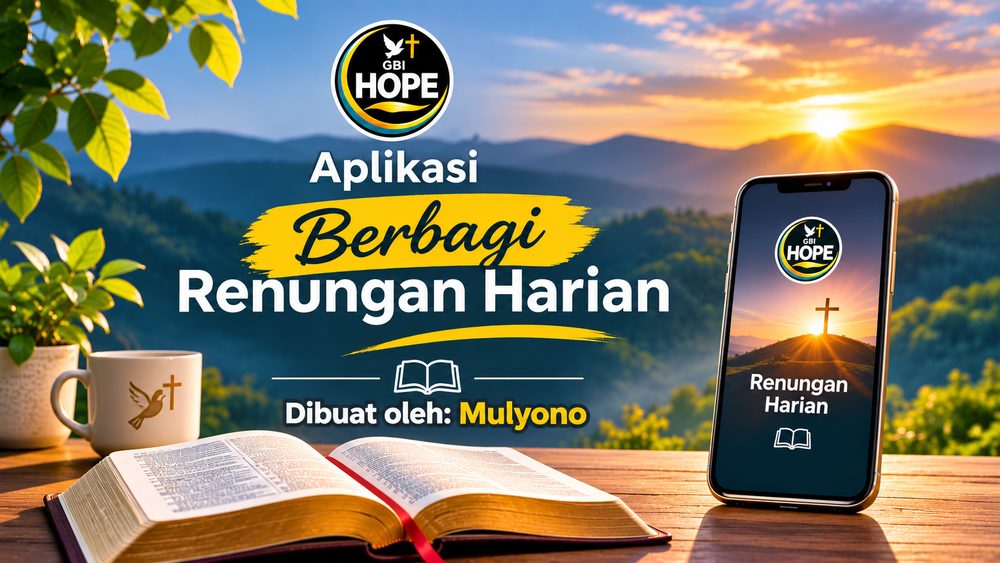 GBI
HOPE
Aplikasi
Berbagi
Renungan Harian
Dibuat oleh: Mulyono
GBI
HOPE
Renungan
Harian